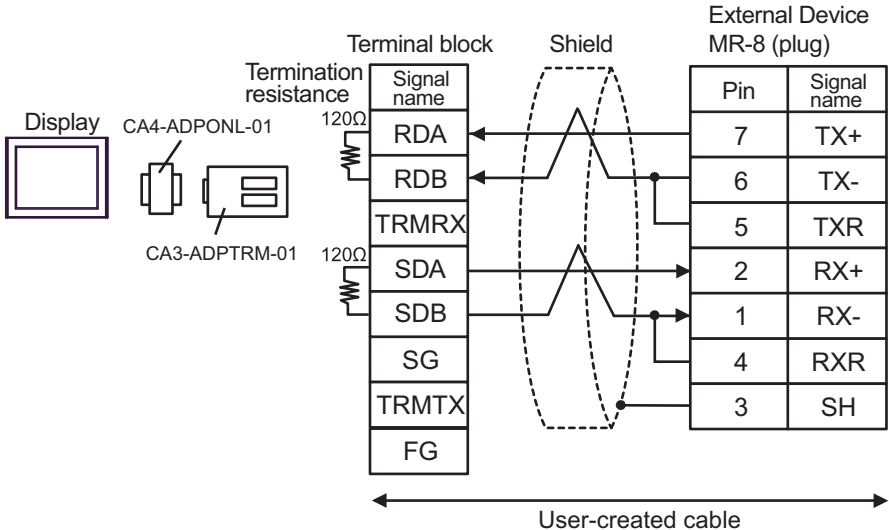 External Device
MR-8 (plug)
Terminal block
Shield
Termination
resistance
Display
CA4-ADPONL-01
CA3-ADPTRM-01
120Ω
120Ω
Signal
name
RDA
RDB
TRMRX
SDA
SDB
SG
TRMTX
FG
Pin Signal
name
7 TX+
6 TX-
5 TXR
2 RX+
1 RX-
4 RXR
3 SH
User-created cable